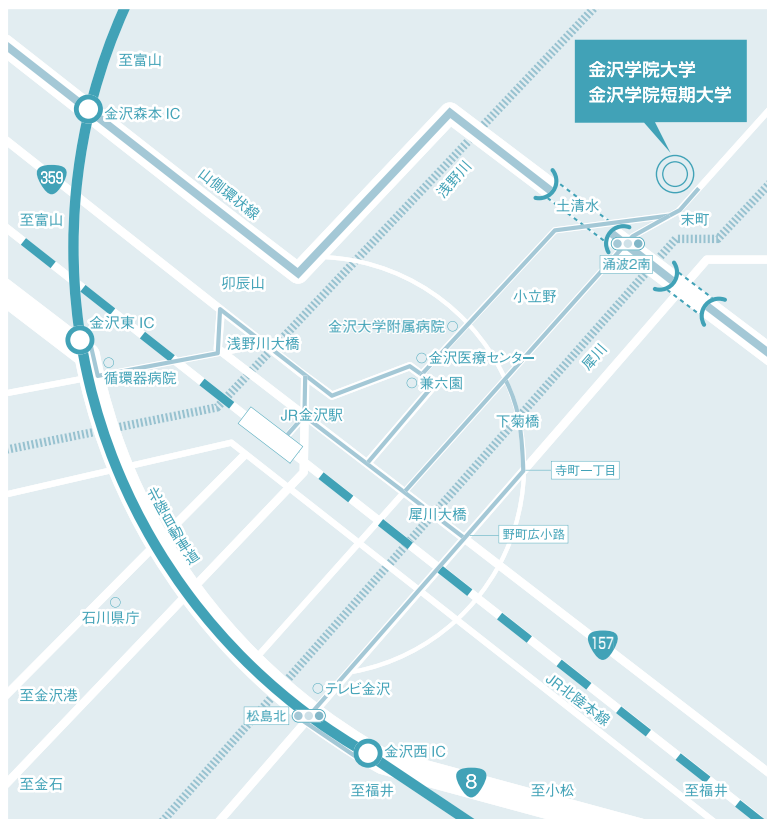 至富山
金沢学院大学
金沢学院短期大学
金沢森本 IC
359
山側環状線
浅野川
至富山
土清水
末町
涌波2南
卯辰山
小立野
金沢東 IC
金沢大学附属病院
浅野川大橋
金沢医療センター
犀川
循環器病院
兼六園
JR金沢駅
下菊橋
寺町一丁目
北陸自動車道
犀川大橋
野町広小路
石川県庁
157
至金沢港
テレビ金沢
JR北陸本線
松島北
金沢西 IC
8
至金石
至福井
至小松
至福井